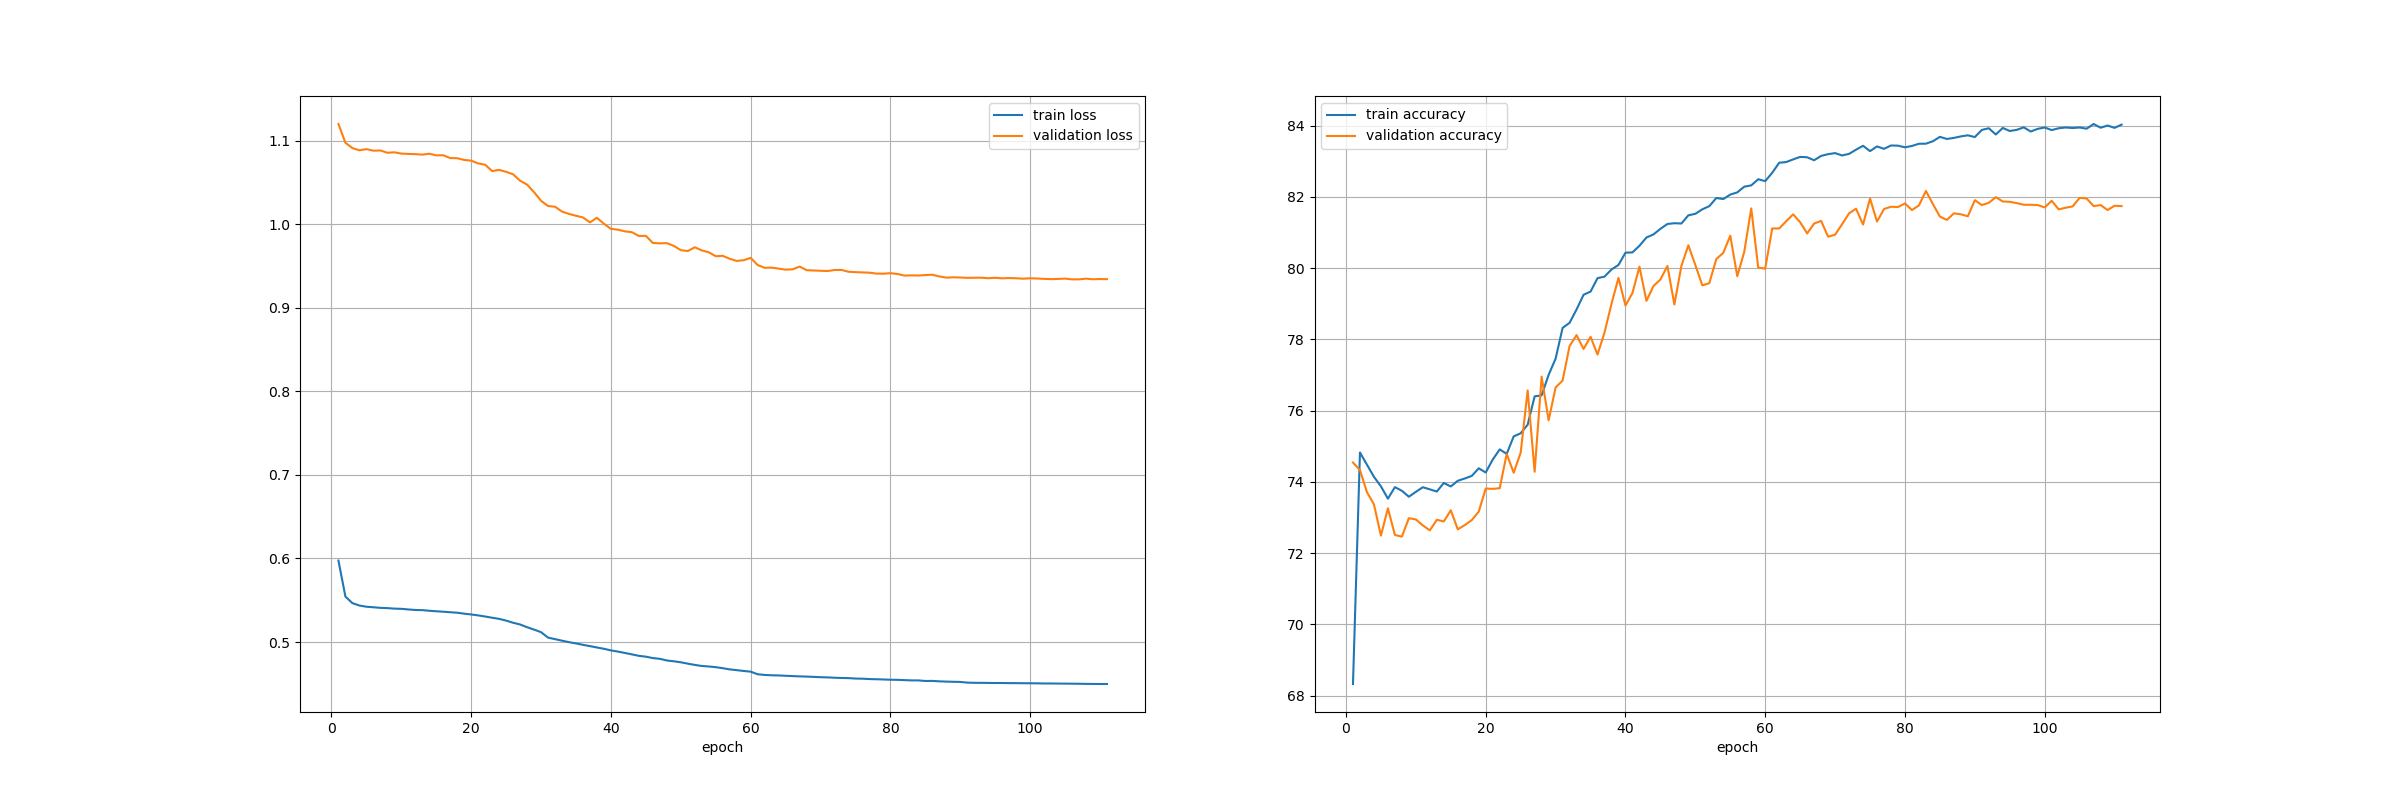 train loss
validation loss
1.1
1.0
0.9
0.8
0.7
0.6
0.5
0 20 40 60 80 100
epoch
train accuracy
validation accuracy
84
82
80
78
76
74
72
70
68
0 20 40 60 80 100
epoch